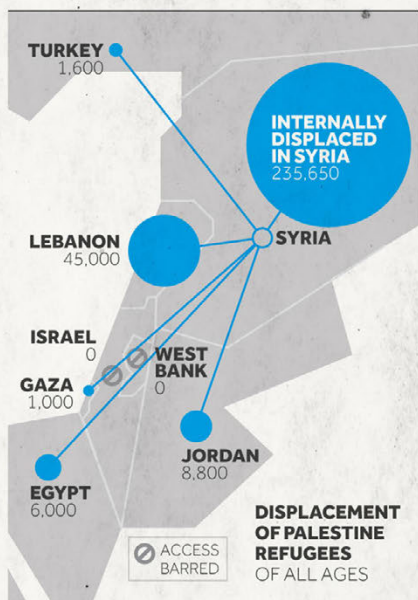 TURKEY
1,600
INTERNALLY
DISPLACED
IN SYRIA
235,650
SYRIA
LEBANON
45,000
ISRAEL
0
WEST
BANK
0
GAZA
1,000
JORDAN
8,800
EGYPT
6,000
DISPLACEMENT
OF PALESTINE
REFUGEES
OF ALL AGES
ACCESS
BARRED